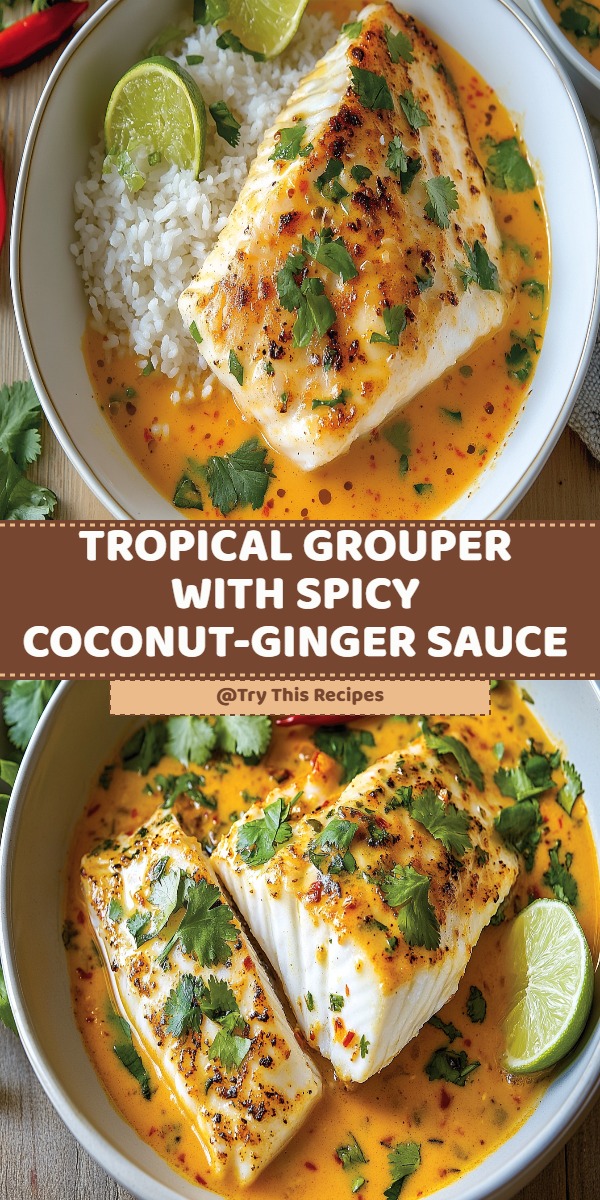 TROPICAL GROUPER
WITH SPICY
COCONUT-GINGER SAUCE
@Try This Recipes